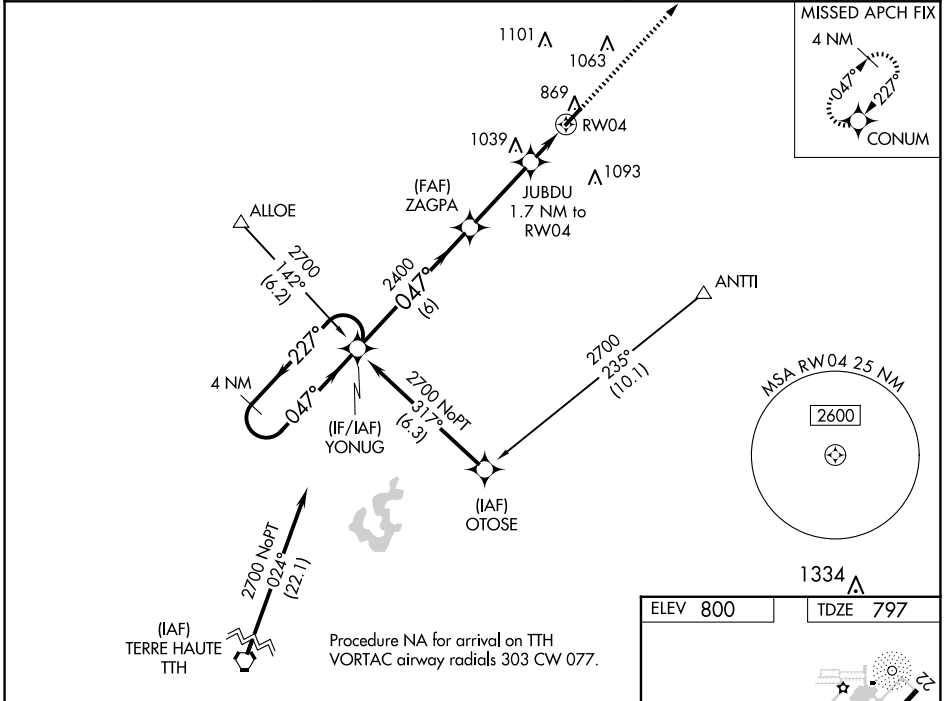 MISSED APCH FIX
4 NM
047°
227°
CONUM
1101
1063
869
RW04
1039
1093
(FAF)
ZAGPA
JUBDU
1.7 NM to
RW04
ALLOE
2700
142°
(6.2)
2400
047°
(6)
ANTTI
2700
235°
(10.1)
227°
4 NM
047°
(IF/IAF)
YONUG
2700 NoPT
317°
(6.3)
(IAF)
OTOSE
MSA RW04 25 NM
2600
2700 NoPT
024°
(22.1)
(IAF)
TERRE HAUTE
TTH
Procedure NA for arrival on TTH
VORTAC airway radials 303 CW 077.
1334
ELEV 800
TDZE 797
22